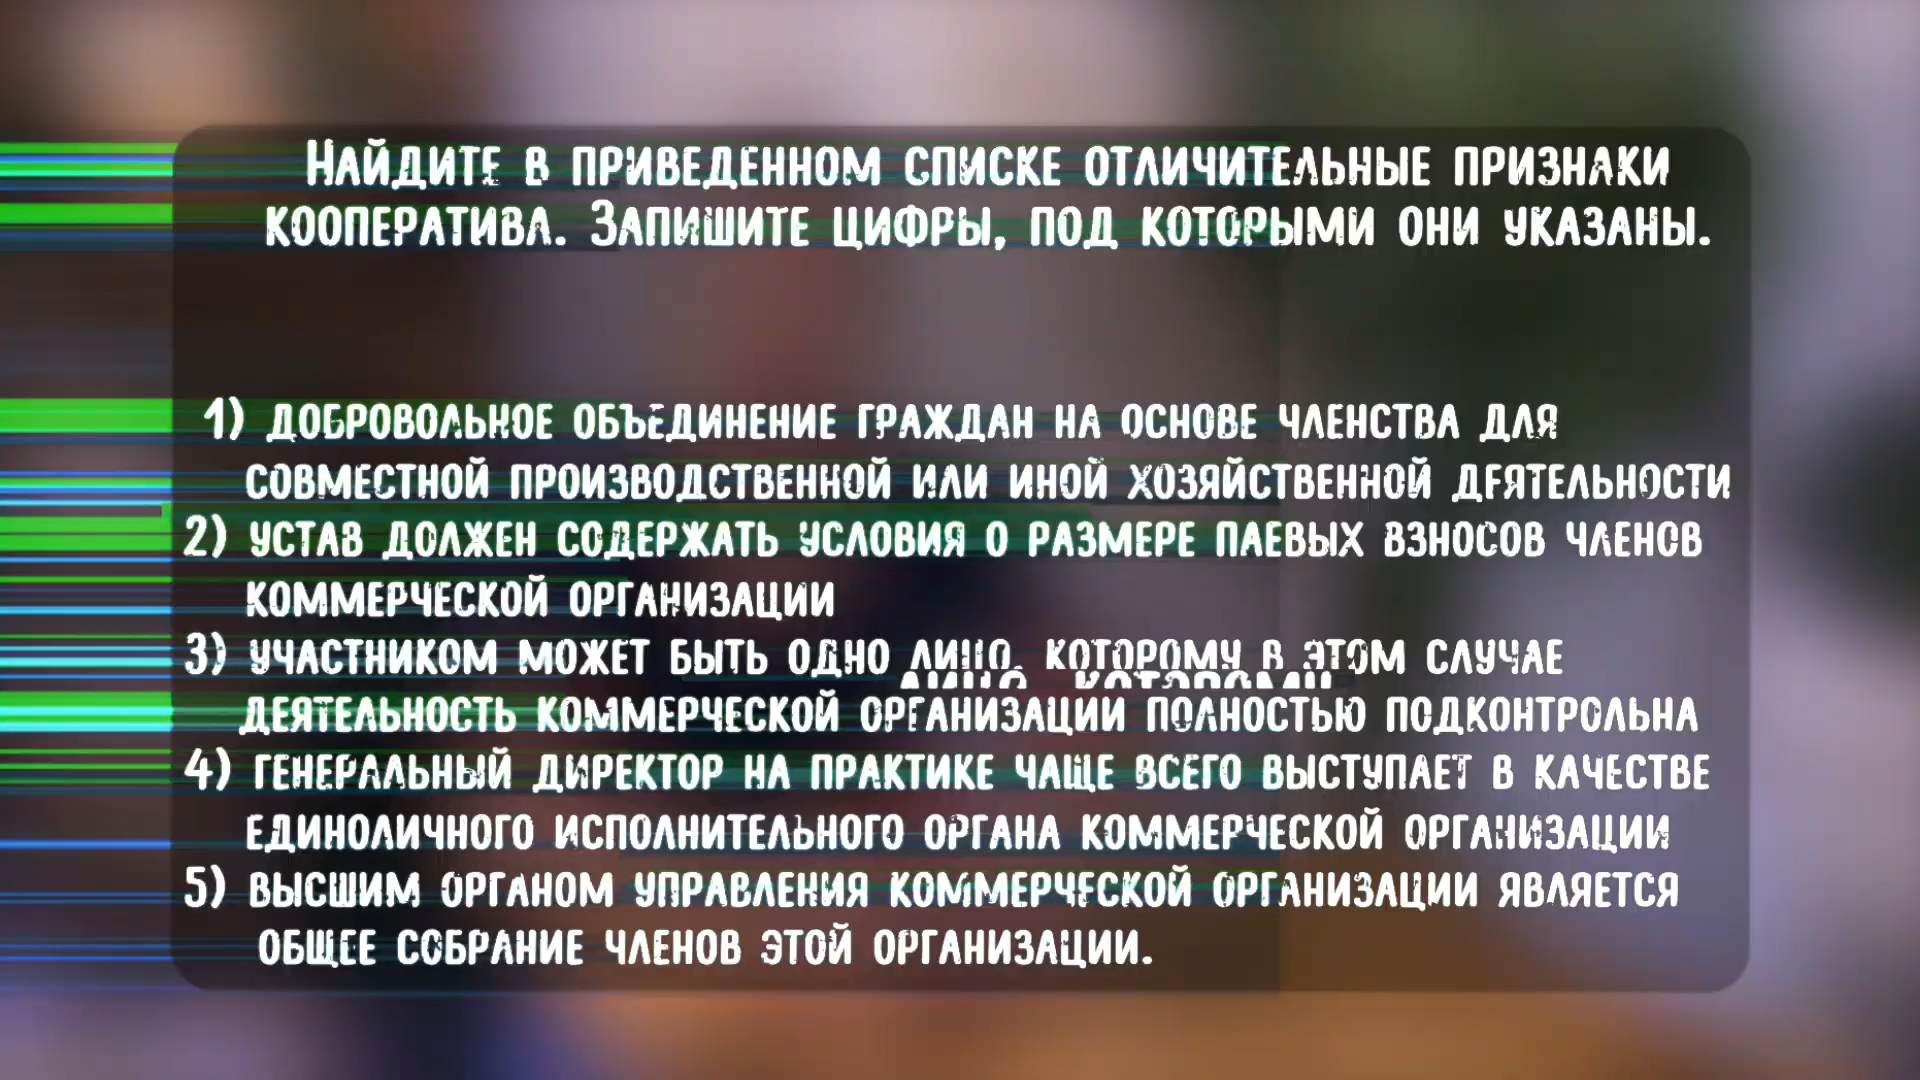 Найдите в приведенном списке отличительные признаки
кооператива. Запишите цифры, под которыми они указаны.
1) добровольное объединение граждан на основе членства для
совместной производственной или иной хозяйственной деятельности
2) устав должен содержать условия о размере паевых взносов членов
коммерческой организации
3) участником может быть одно лицо, которому в этом случае
деятельность коммерческой организации полностью подконтрольна
4) генеральный директор на практике чаще всего выступает в качестве
единоличного исполнительного органа коммерческой организации
5) высшим органом управления коммерческой организации является
общее собрание членов этой организации.